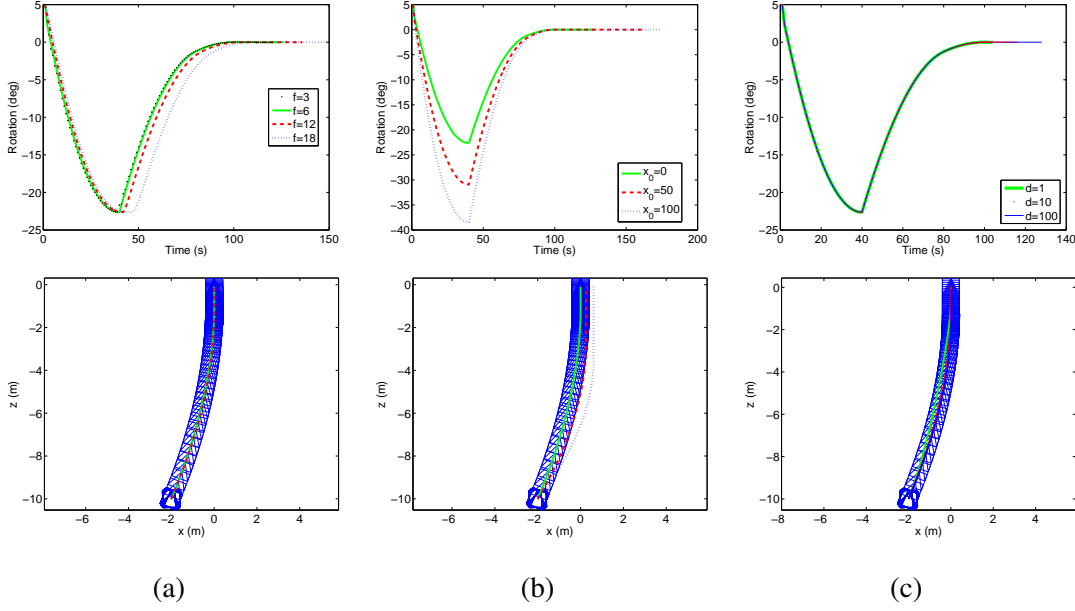 5
0
−5
−10
−15
−20
−25
0 50 100 150
Time (s)
Rotation (deg)
f=3
f=6
f=12
f=18
5
0
−5
−10
−15
−20
−25
−30
−35
−40
0 50 100 150 200
Time (s)
Rotation (deg)
x_0=0
x_0=50
x_0=100
5
0
−5
−10
−15
−20
−25
0 20 40 60 80 100 120 140
Time (s)
Rotation (deg)
d=1
d=10
d=100
0
−2
−4
−6
−8
−10
−6 −4 −2 0 2 4
x (m)
z (m)
0
−2
−4
−6
−8
−10
−6 −4 −2 0 2 4
x (m)
z (m)
0
−2
−4
−6
−8
−10
−8 −6 −4 −2 0 2 4
x (m)
z (m)
(a) (b) (c)